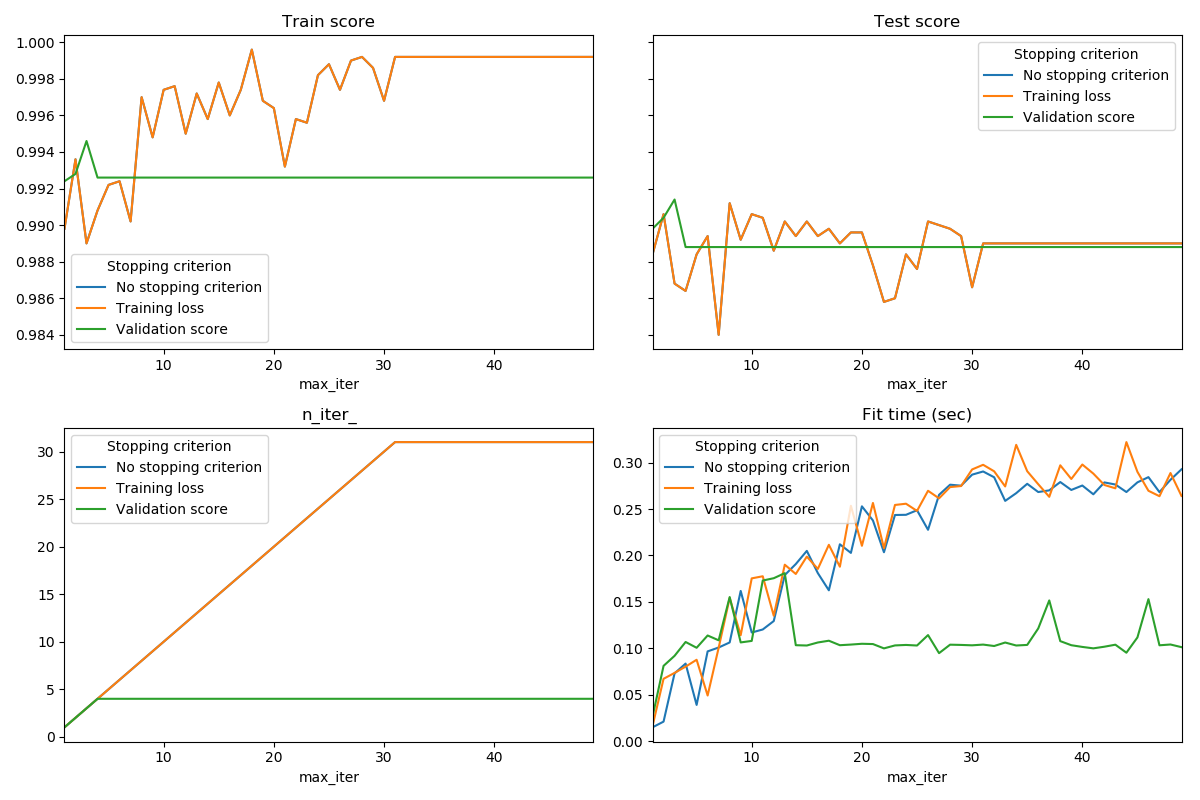 Train score
1.000
0.998
0.996
0.994
0.992
0.990
0.988
0.986
0.984
Stopping criterion
No stopping criterion
Training loss
Validation score
10 20 30 40
max_iter
Test score
Stopping criterion
No stopping criterion
Training loss
Validation score
10 20 30 40
max_iter
n_iter_
30
25
20
15
10
5
0
Stopping criterion
No stopping criterion
Training loss
Validation score
10 20 30 40
max_iter
Fit time (sec)
0.30
0.25
0.20
0.15
0.10
0.05
0.00
Stopping criterion
No stopping criterion
Training loss
Validation score
10 20 30 40
max_iter